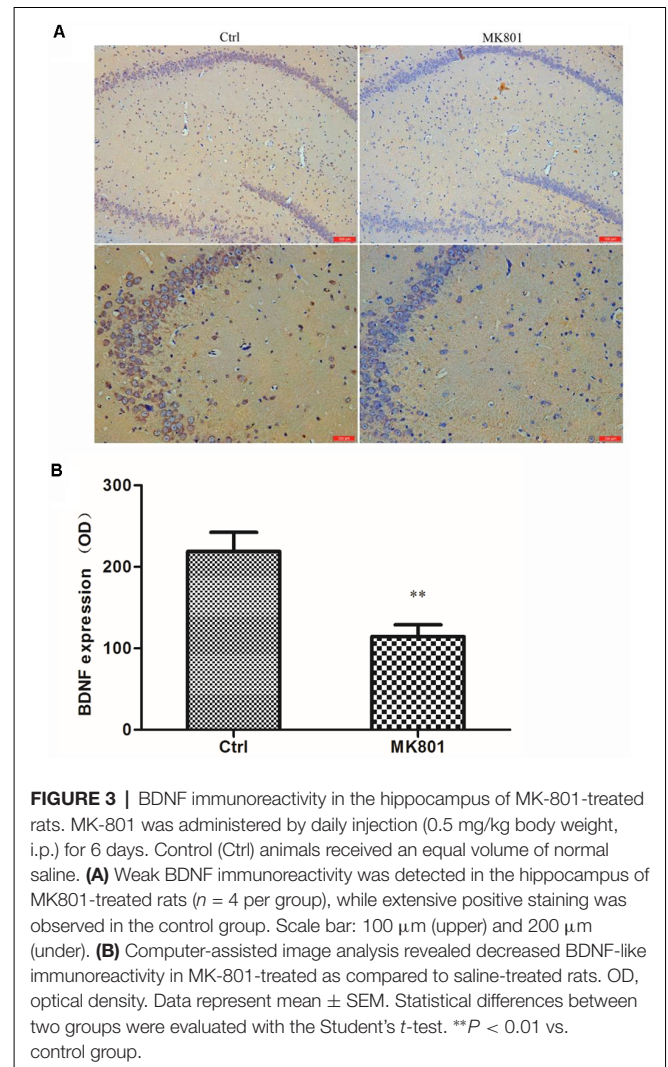 A
Ctrl
MK801
B
300
200
100
0
BDNF expression (OD)
**
Ctrl
MK801
FIGURE 3 | BDNF immunoreactivity in the hippocampus of MK-801-treated
rats. MK-801 was administered by daily injection (0.5 mg/kg body weight,
i.p.) for 6 days. Control (Ctrl) animals received an equal volume of normal
saline. (A) Weak BDNF immunoreactivity was detected in the hippocampus of
MK801-treated rats (n = 4 per group), while extensive positive staining was
observed in the control group. Scale bar: 100 μm (upper) and 200 μm
(under). (B) Computer-assisted image analysis revealed decreased BDNF-like
immunoreactivity in MK-801-treated as compared to saline-treated rats. OD,
optical density. Data represent mean ± SEM. Statistical differences between
two groups were evaluated with the Student's t-test. **P < 0.01 vs.
control group.